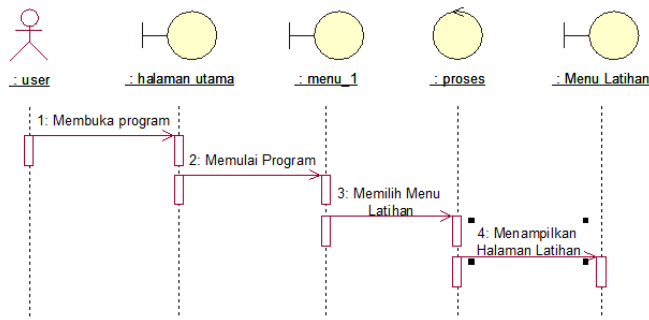 : user
: halaman utama
: menu_1
: proses
: Menu Latihan
1: Membuka program
2: Memulai Program
3: Memilih Menu
Latihan
4: Menampilkan
Halaman Latihan